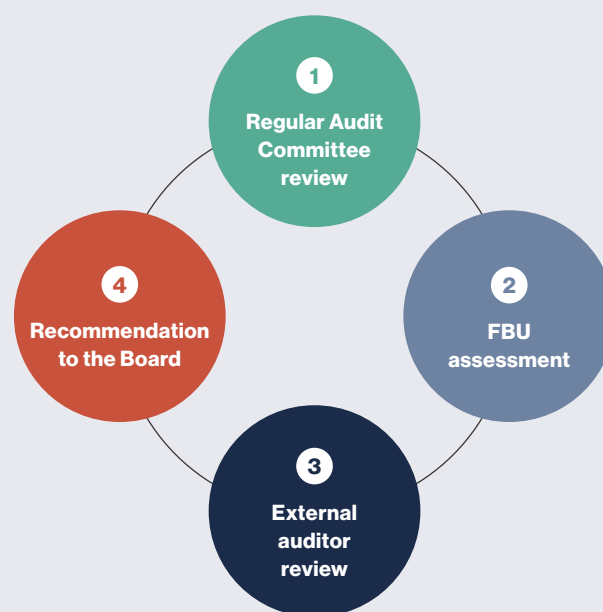 1
Regular Audit
Committee
review
2
FBU
assessment
3
External
auditor
review
4
Recommendation
to the Board